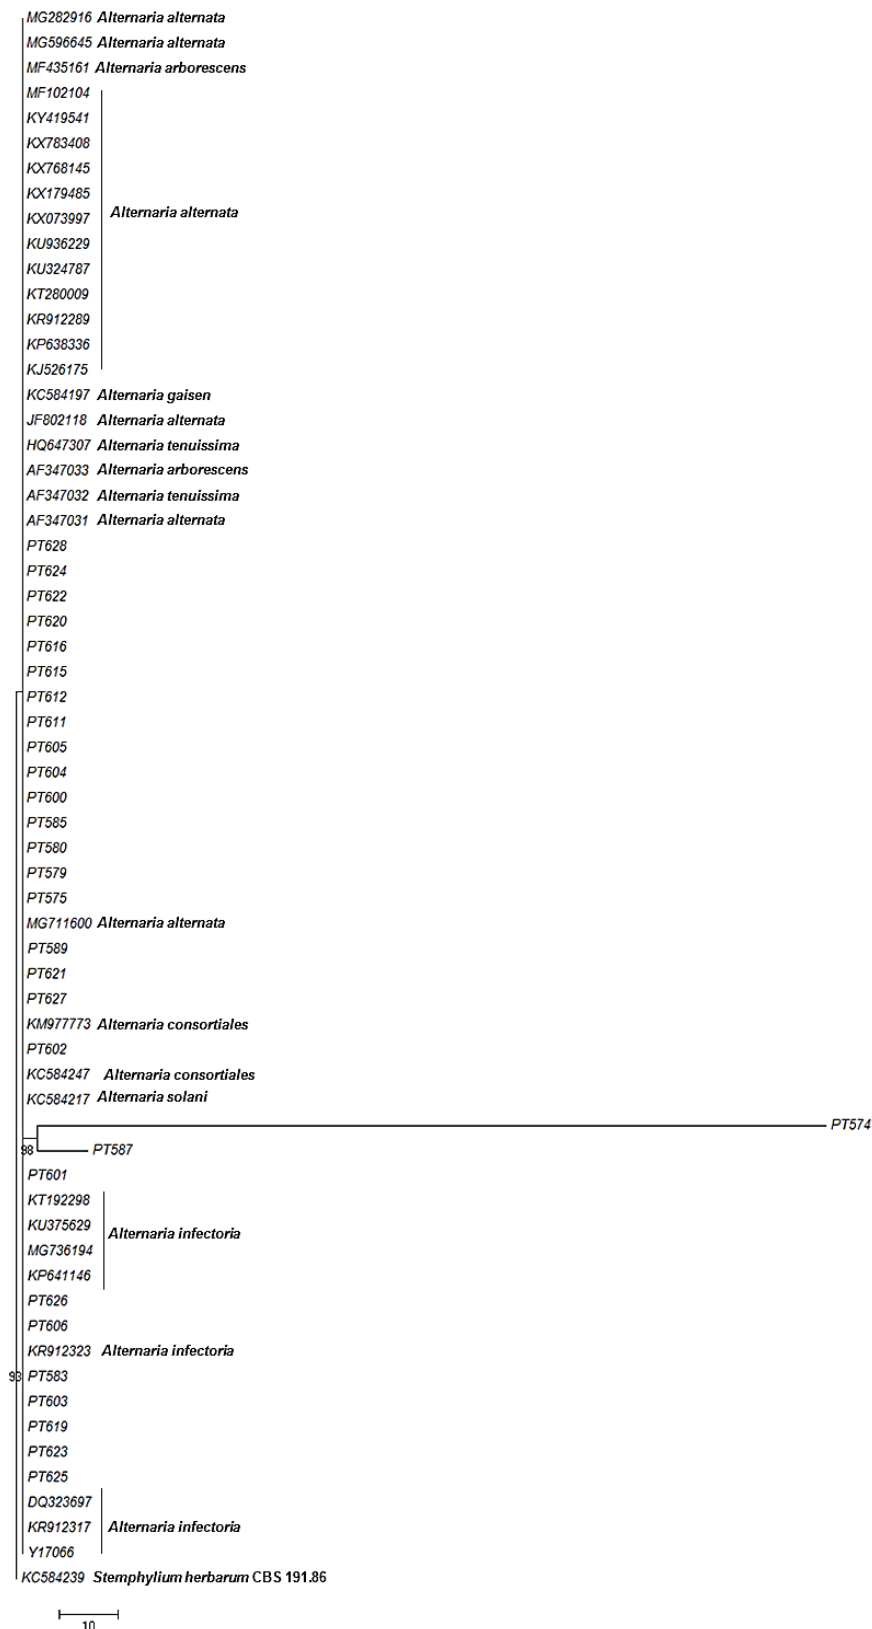 MG282916 Alternaria alternata
MG596645 Alternaria alternata
MF435161 Alternaria arborescens
MF102104
KY419541
KX783408
KX768145
KX179485
Alternaria alternata
KX073997
KU936229
KU324787
KT280009
KR912289
KP638336
KJ526175
KC584197 Alternaria gaisen
JF802118 Alternaria alternata
HQ647307 Alternaria tenuissima
AF347033 Alternaria arborescens
AF347032 Alternaria tenuissima
AF347031 Alternaria alternata
PT628
PT624
PT622
PT620
PT616
PT615
PT612
PT611
PT605
PT604
PT600
PT585
PT580
PT579
PT575
MG711600 Alternaria alternata
PT589
PT621
PT627
KM977773 Alternaria consortiales
PT602
KC584247 Alternaria consortiales
KC584217 Alternaria solani
PT574
98 PT587
PT601
KT192298
KU375629
Alternaria infectoria
MG736194
KP641146
PT626
PT606
KR912323 Alternaria infectoria
93 PT583
PT603
PT619
PT623
PT625
DQ323697
KR912317 Alternaria infectoria
Y17066
KC584239 Stemphylium herbarum CBS 191.86
10